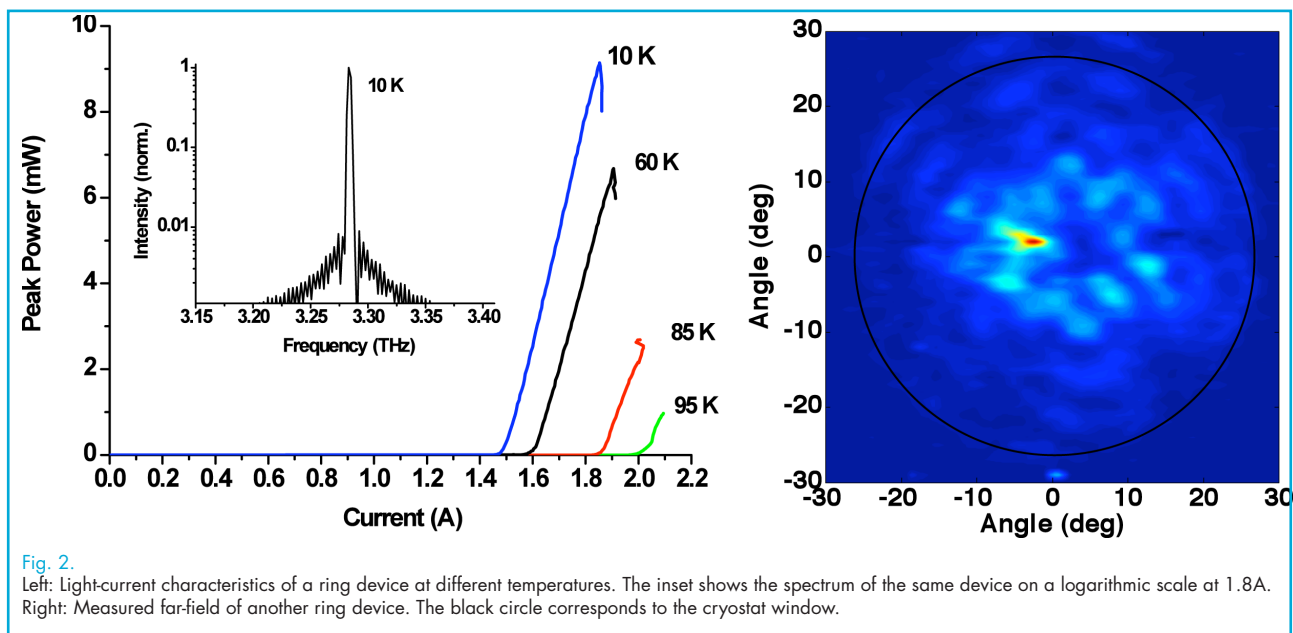 10
8
6
4
2
0
Peak Power (mW)
0.0 0.2 0.4 0.6 0.8 1.0 1.2 1.4 1.6 1.8 2.0 2.2
Current (A)
10 K
60 K
85 K
95 K
1
0.1
0.01
Intensity (norm.)
10 K
3.15 3.20 3.25 3.30 3.35 3.40
Frequency (THz)
30
20
10
0
-10
-20
-30
Angle (deg)
-30 -20 -10 0 10 20 30
Angle (deg)
Fig. 2.
Left: Light-current characteristics of a ring device at different temperatures. The inset shows the spectrum of the same device on a logarithmic scale at 1.8A.
Right: Measured far-field of another ring device. The black circle corresponds to the cryostat window.